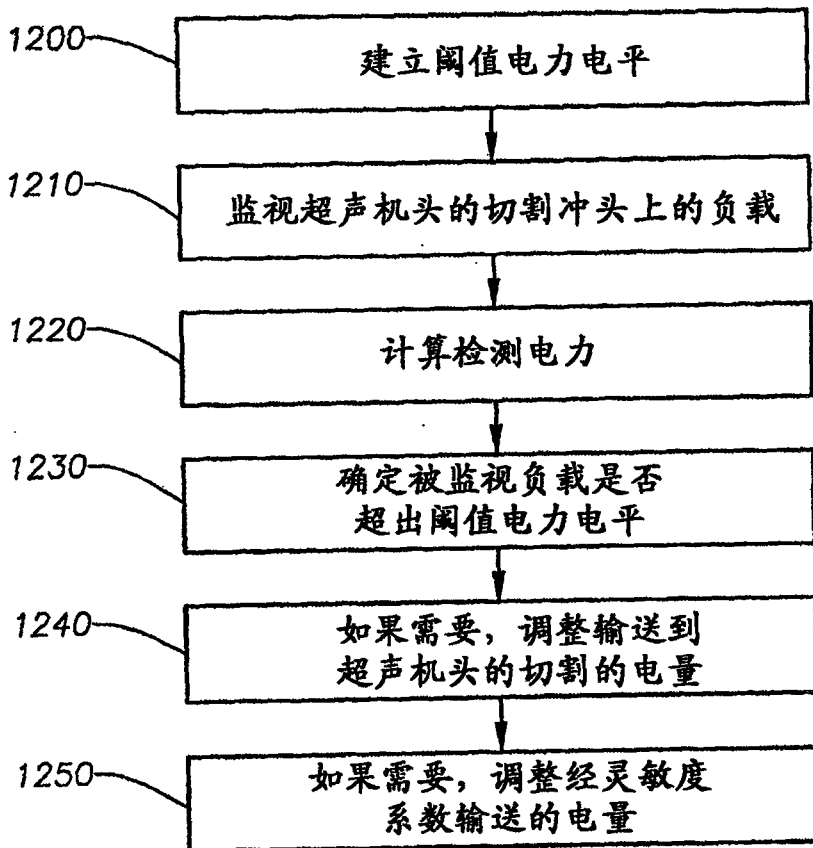 1200
建立阈值电力电平
1210
监视超声机头的切割冲头上的负载
1220
计算检测电力
1230
确定被监视负载是否
超出阈值电力电平
1240
如果需要，调整输送到
超声机头的切割的电量
1250
如果需要，调整经灵敏度
系数输送的电量